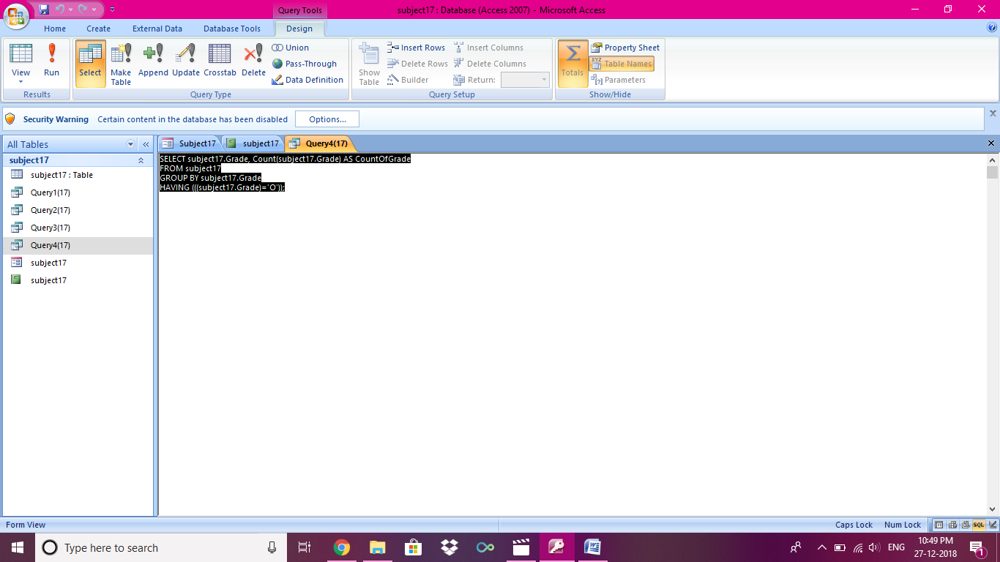 Query Tools
subject17 : Database (Access 2007) - Microsoft Access
Home Create External Data Database Tools Design
View
Run
Select
Make Table
Append
Update
Crosstab
Delete
Union
Pass-Through
Data Definition
Show Table
Insert Rows
Delete Rows
Builder
Insert Columns
Delete Columns
Return:
Totals
Property Sheet
XYZ Table Names
[?] Parameters
Results Query Type Query Setup Show/Hide
Security Warning Certain content in the database has been disabled Options...
All Tables
subject17
subject17 : Table
Query1(17)
Query2(17)
Query3(17)
Query4(17)
subject17
subject17
Subject17 subject17 Query4(17)
SELECT subject17.Grade, Count(subject17.Grade) AS CountOfGrade
FROM subject17
GROUP BY subject17.Grade
HAVING (((subject17.Grade)='O'));
Form View Caps Lock Num Lock SQL
Type here to search
ENG
10:49 PM
27-12-2018
1